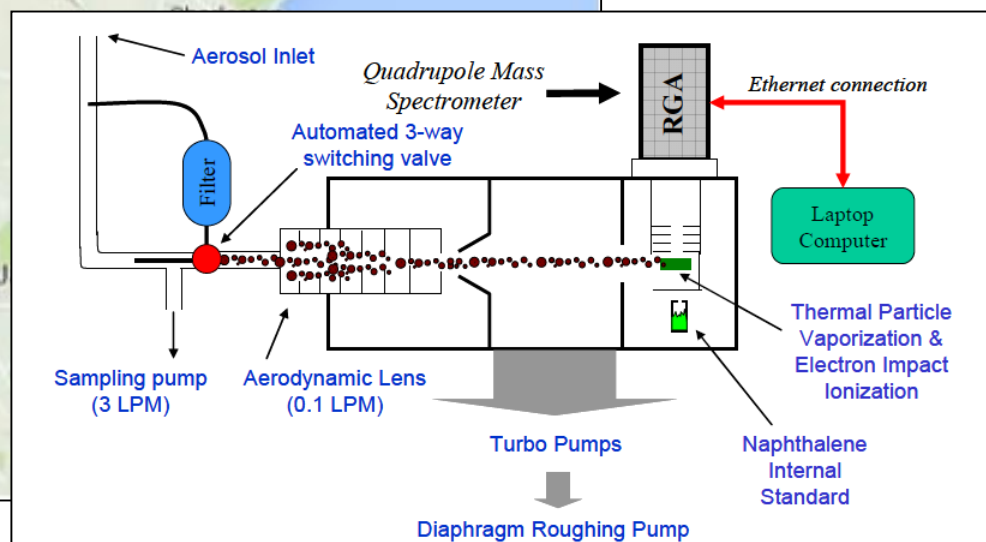 Aerosol Inlet
Quadrupole Mass
Spectrometer
RGA
Ethernet connection
Automated 3-way
switching valve
Filter
Laptop
Computer
Thermal Particle
Vaporization &
Electron Impact
Ionization
Sampling pump
(3 LPM)
Aerodynamic Lens
(0.1 LPM)
Turbo Pumps
Naphthalene
Internal
Standard
Diaphragm Roughing Pump